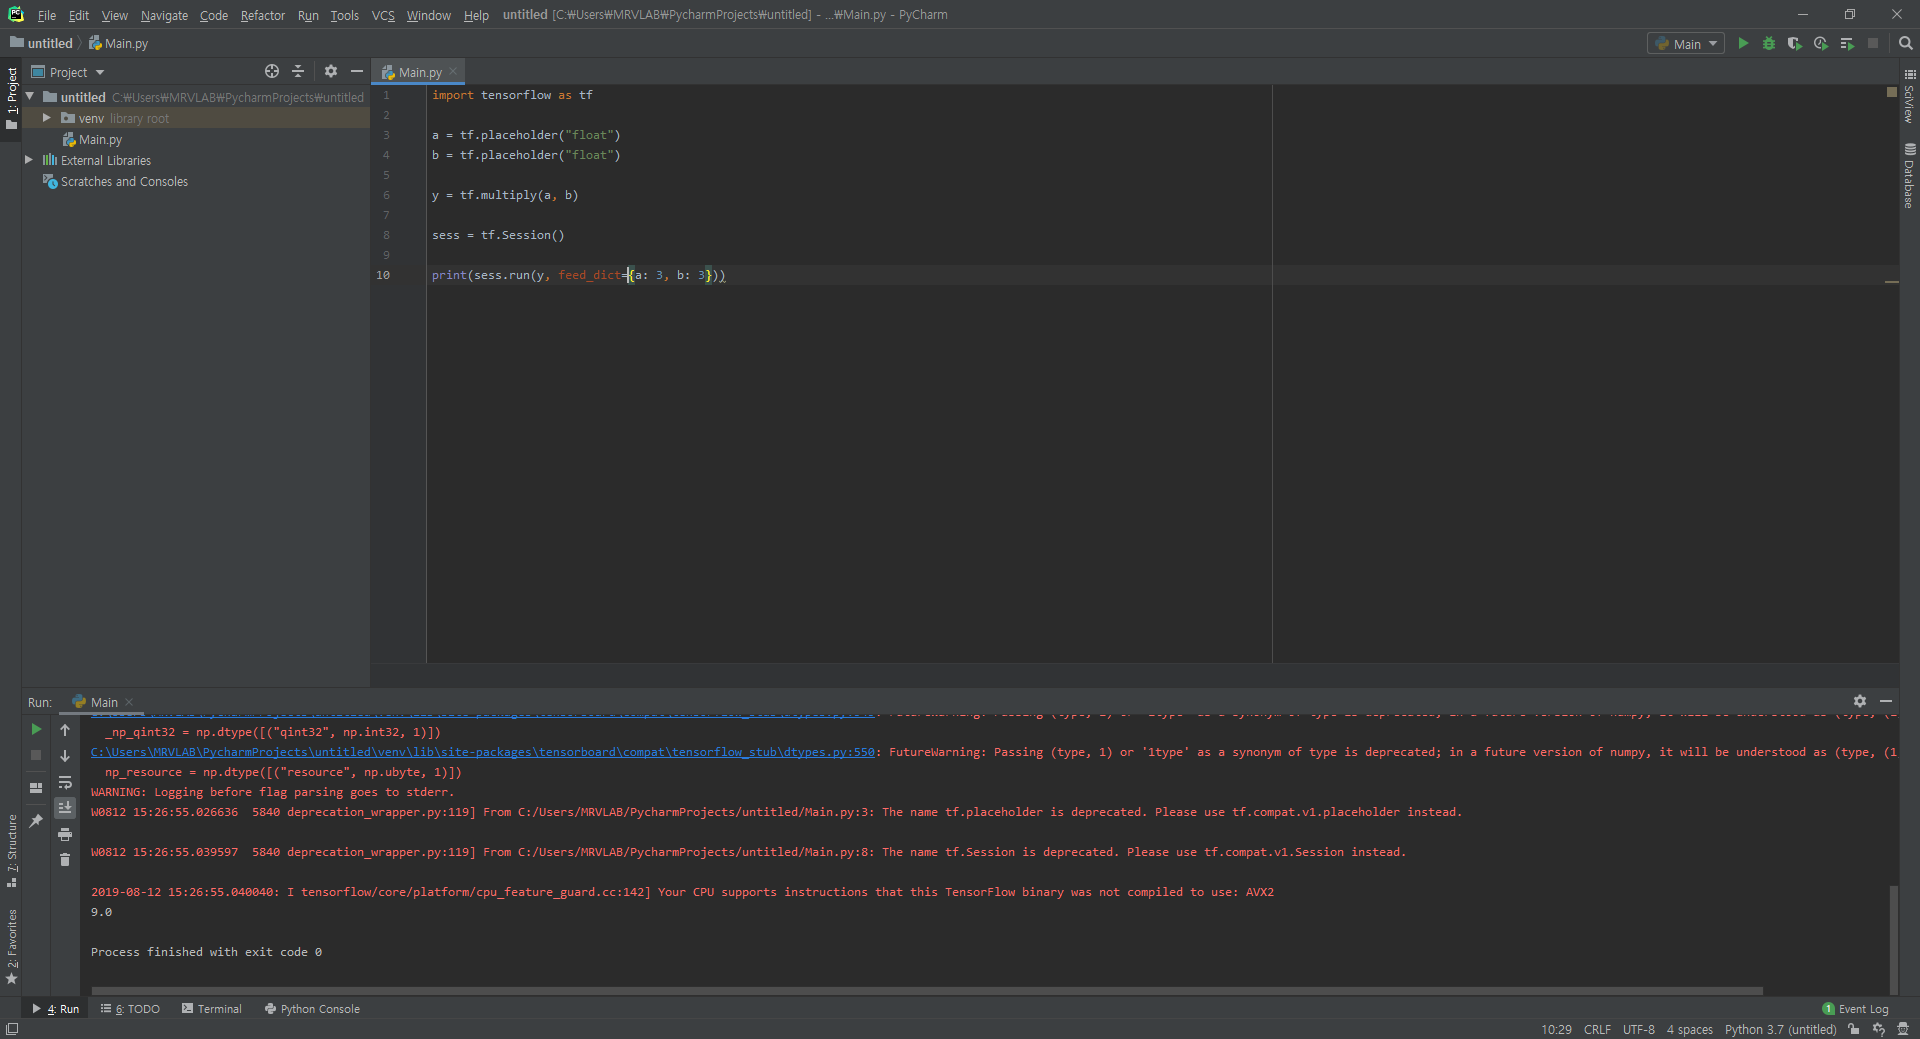 File Edit View Navigate Code Refactor Run Tools VCS Window Help untitled [C:₩Users₩MRVLAB₩PycharmProjects₩untitled] - ...₩Main.py - PyCharm
untitled Main.py Main
Project Main.py
untitled C:₩Users₩MRVLAB₩PycharmProjects₩untitled
venv library root
Main.py
External Libraries
Scratches and Consoles
1: Project
7: Structure
2: Favorites
SciView
Database
1 import tensorflow as tf
2
3 a = tf.placeholder("float")
4 b = tf.placeholder("float")
5
6 y = tf.multiply(a, b)
7
8 sess = tf.Session()
9
10 print(sess.run(y, feed_dict={a: 3, b: 3}))
Run: Main
_np_qint32 = np.dtype([("qint32", np.int32, 1)])
C:\Users\MRVLAB\PycharmProjects\untitled\venv\lib\site-packages\tensorboard\compat\tensorflow_stub\dtypes.py:550: FutureWarning: Passing (type, 1) or '1type' as a synonym of type is deprecated; in a future version of numpy, it will be understood as (type, (1
np_resource = np.dtype([("resource", np.ubyte, 1)])
WARNING: Logging before flag parsing goes to stderr.
W0812 15:26:55.026636  5840 deprecation_wrapper.py:119] From C:/Users/MRVLAB/PycharmProjects/untitled/Main.py:3: The name tf.placeholder is deprecated. Please use tf.compat.v1.placeholder instead.
W0812 15:26:55.039597  5840 deprecation_wrapper.py:119] From C:/Users/MRVLAB/PycharmProjects/untitled/Main.py:8: The name tf.Session is deprecated. Please use tf.compat.v1.Session instead.
2019-08-12 15:26:55.040040: I tensorflow/core/platform/cpu_feature_guard.cc:142] Your CPU supports instructions that this TensorFlow binary was not compiled to use: AVX2
9.0
Process finished with exit code 0
4: Run 6: TODO Terminal Python Console 1 Event Log
10:29 CRLF UTF-8 4 spaces Python 3.7 (untitled)